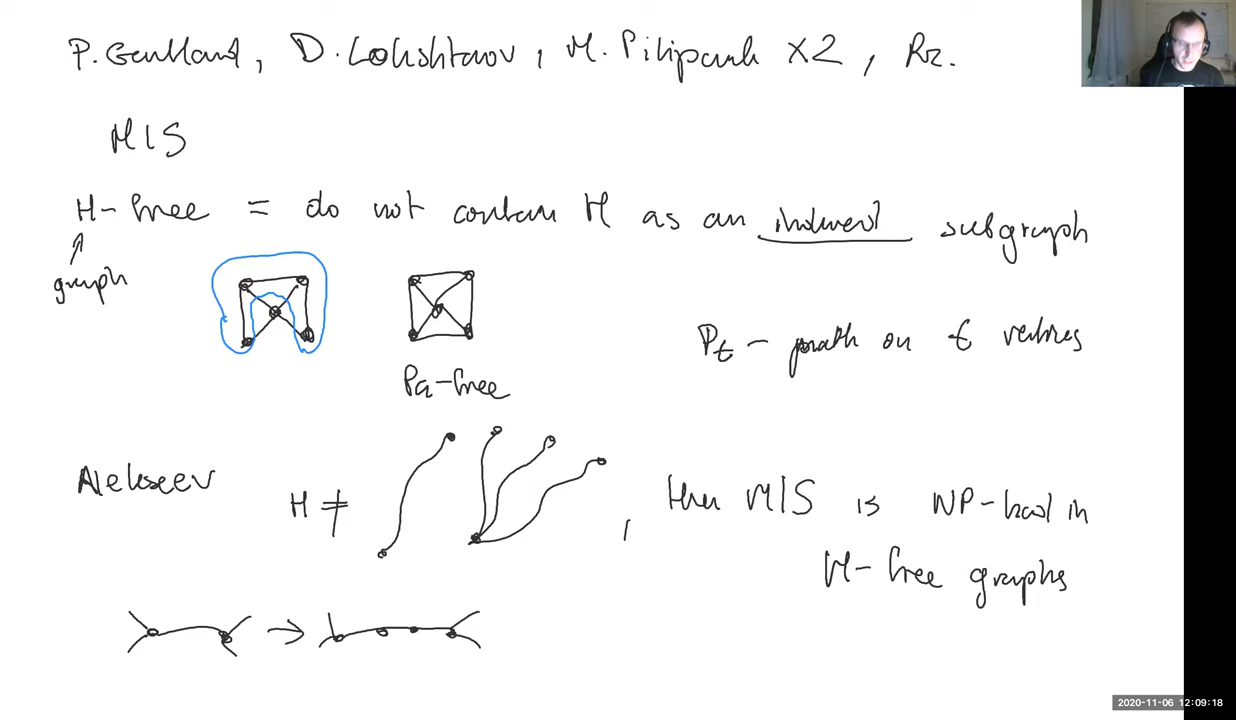 P. Gartland, D. Lokshtanov, M. Pilipczuk X2, Rz.
MIS
H-free = do not contain H as an induced subgraph
graph
P_t - path on t vertices
P4-free
Alekseev
H ≠ , then MIS is NP-hard in
H-free graphs
2020-11-06 12:09:18